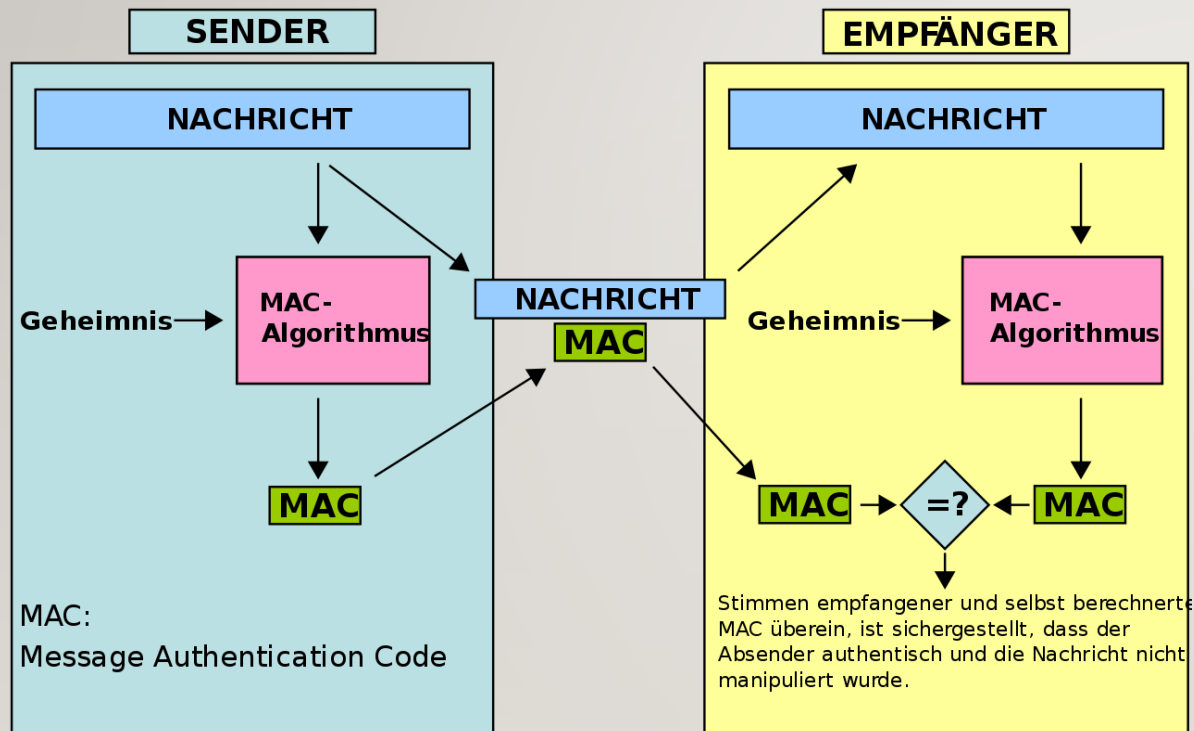 SENDER
NACHRICHT
Geheimnis
MAC-
Algorithmus
MAC
MAC:
Message Authentication Code
NACHRICHT
MAC
EMPFÄNGER
NACHRICHT
Geheimnis
MAC-
Algorithmus
MAC
=?
MAC
Stimmen empfangener und selbst berechnerte
MAC überein, ist sichergestellt, dass der
Absender authentisch und die Nachricht nicht
manipuliert wurde.